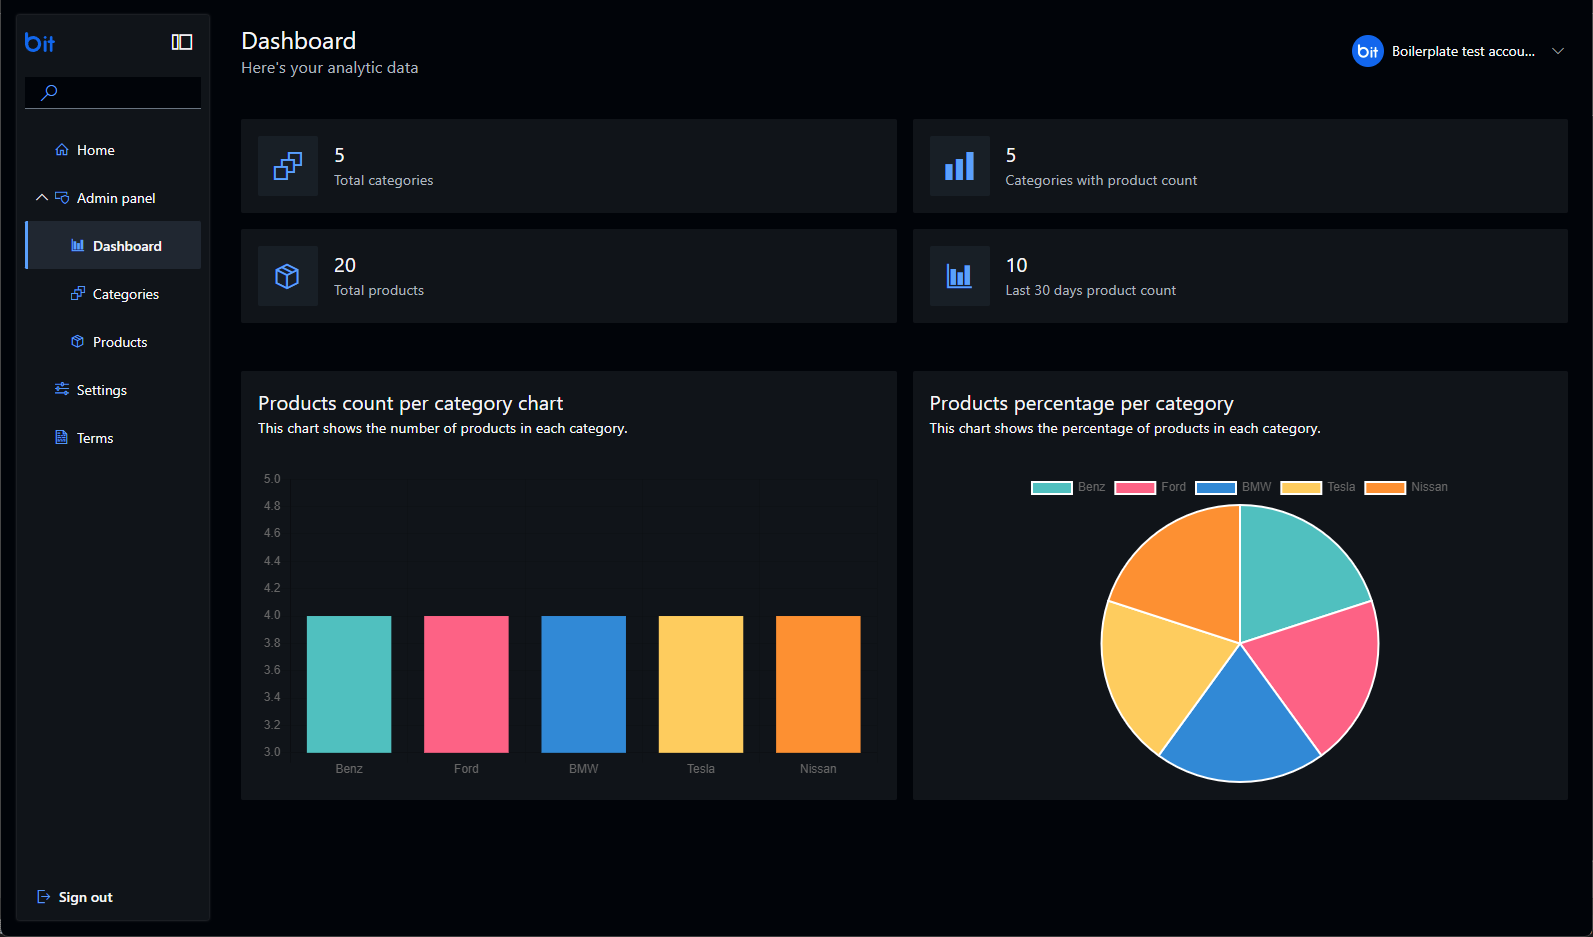 bit
Home
Admin panel
Dashboard
Categories
Products
Settings
Terms
Sign out
Dashboard
Here's your analytic data
bit Boilerplate test accou...
5
Total categories
5
Categories with product count
20
Total products
10
Last 30 days product count
Products count per category chart
This chart shows the number of products in each category.
5.0
4.8
4.6
4.4
4.2
4.0
3.8
3.6
3.4
3.2
3.0
Benz Ford BMW Tesla Nissan
Products percentage per category
This chart shows the percentage of products in each category.
Benz Ford BMW Tesla Nissan